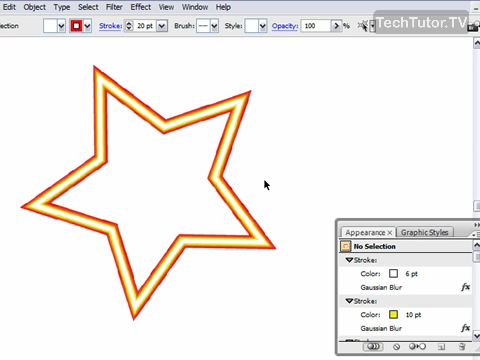 Edit Object Type Select Filter Effect View Window Help
TechTutor.TV
election Stroke: 20 pt Brush: Style: Opacity: 100 %
Appearance × Graphic Styles
No Selection
Stroke:
Color: 6 pt
Gaussian Blur fx
Stroke:
Color: 10 pt
Gaussian Blur fx